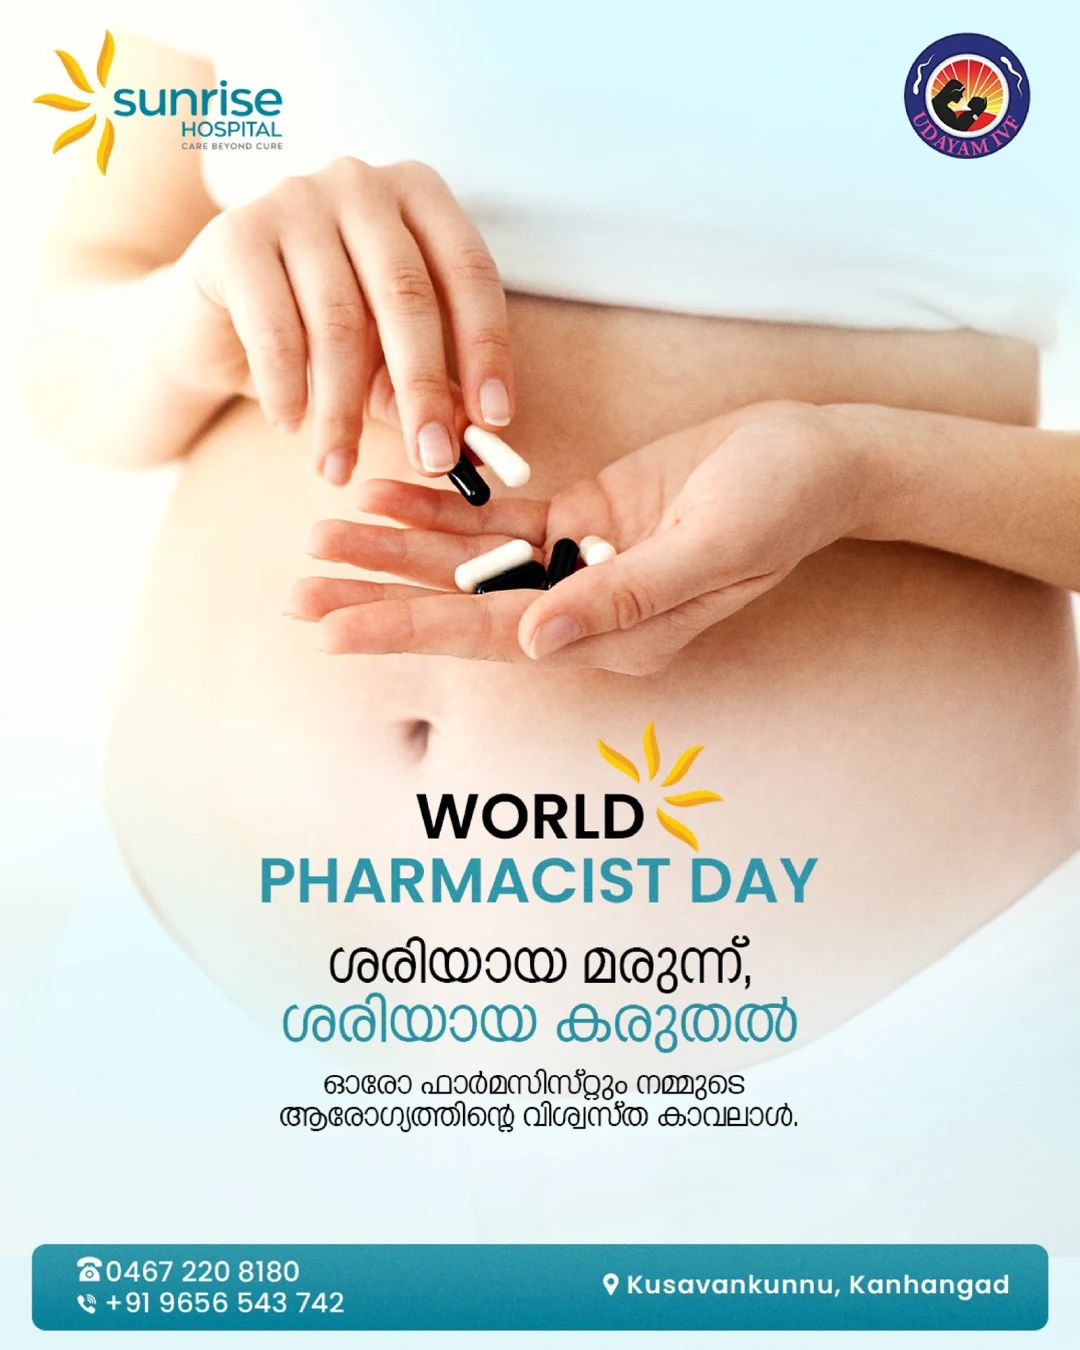 sunrise
HOSPITAL
CARE BEYOND CURE
UDAYAM IVF
WORLD
PHARMACIST DAY
ശരിയായ മരുന്ന്,
ശരിയായ കരുതൽ
ഓരോ ഫാർമസിസ്റ്റും നമ്മുടെ
ആരോഗ്യത്തിന്റെ വിശ്വസ്ത കാവലാൾ.
0467 220 8180
+91 9656 543 742
Kusavankunnu, Kanhangad